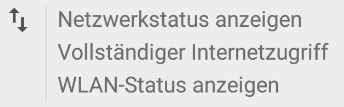 Netzwerkstatus anzeigen
Vollständiger Internetzugriff
WLAN-Status anzeigen